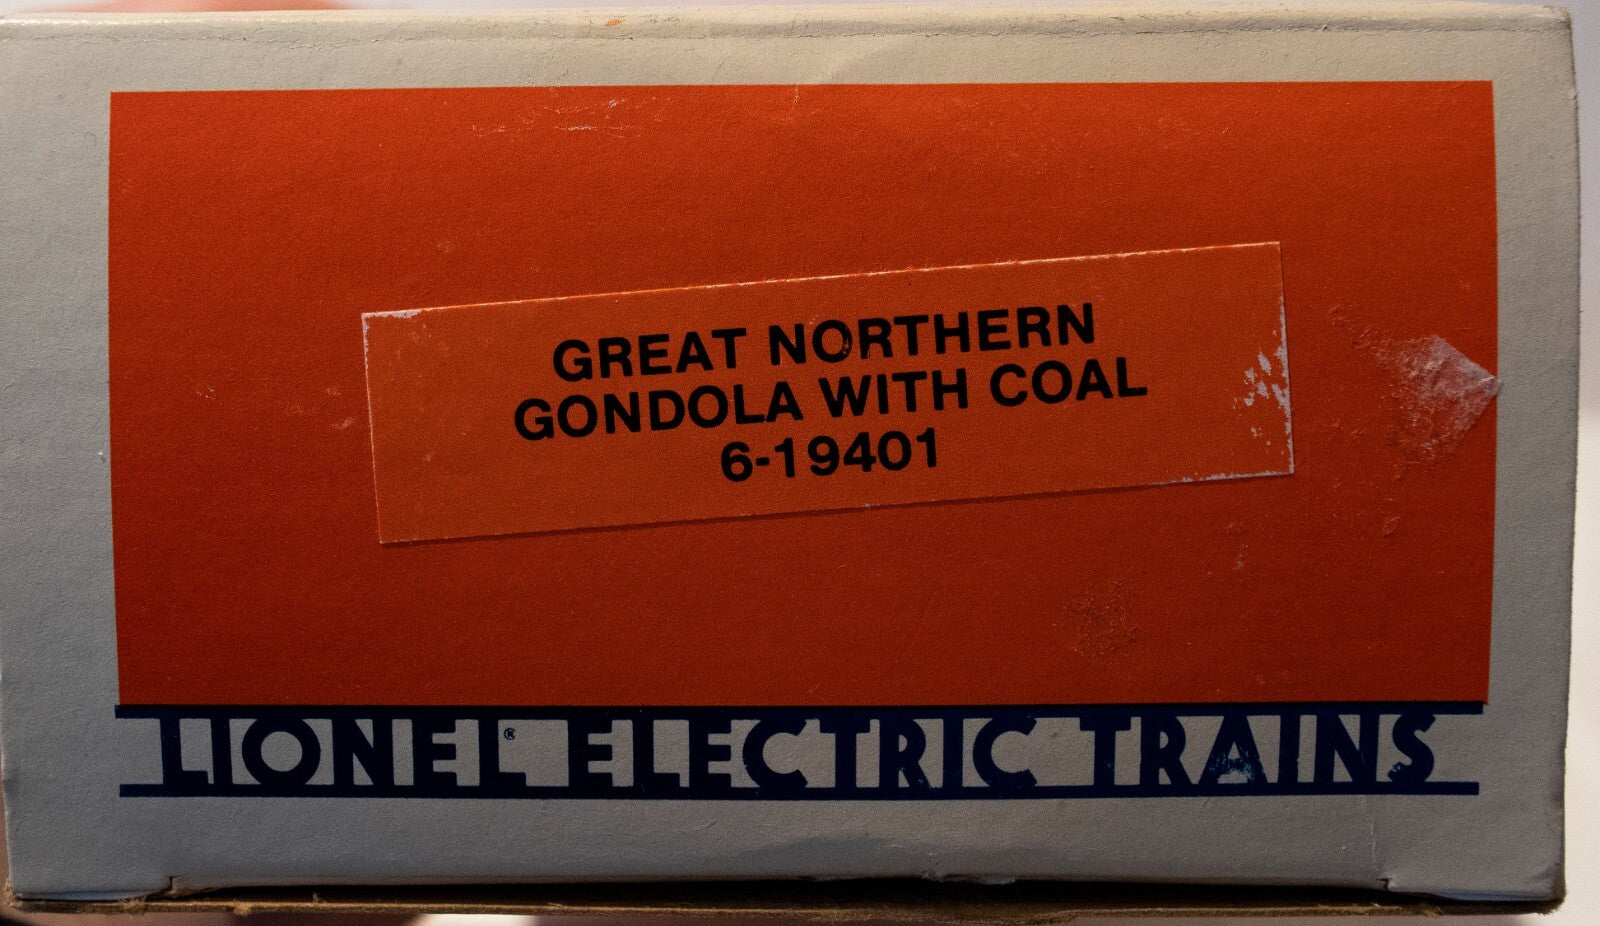 GREAT NORTHERN
GONDOLA WITH COAL
6-19401
LIONEL® ELECTRIC TRAINS